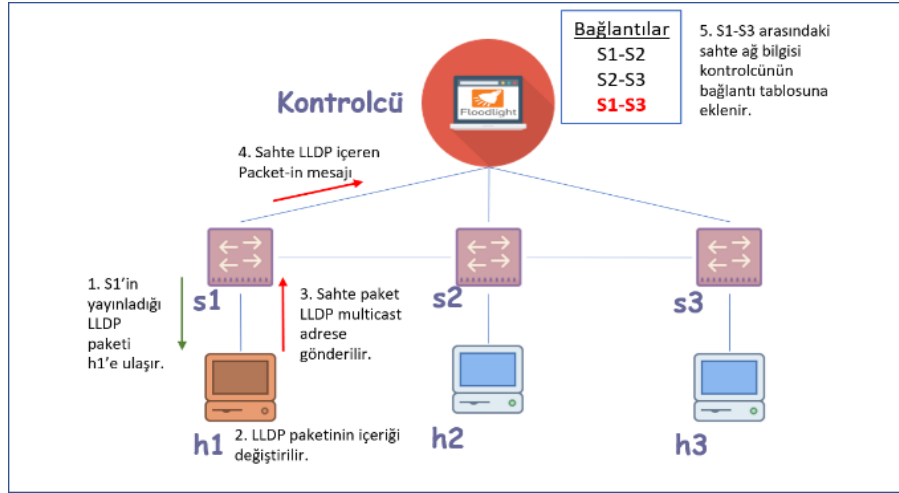 Bağlantılar
S1-S2
S2-S3
S1-S3
5. S1-S3 arasındaki
sahte ağ bilgisi
kontrolcünün
bağlantı tablosuna
eklenir.
Kontrolcü
Floodlight
4. Sahte LLDP içeren
Packet-in mesajı
1. S1'in
yayınladığı
LLDP
paketi
h1'e ulaşır.
s1
3. Sahte paket
LLDP multicast
adrese
gönderilir.
s2
s3
h1
2. LLDP paketinin içeriği
değiştirilir.
h2
h3